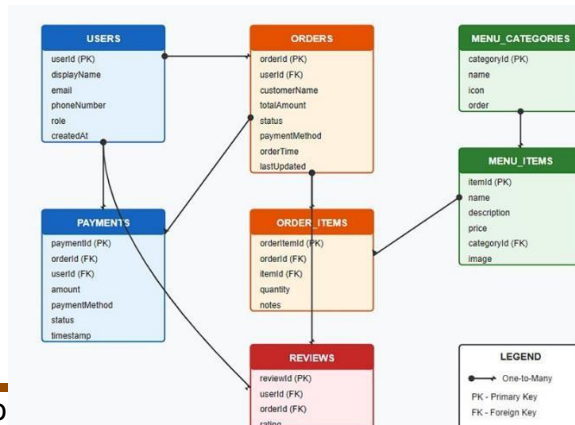 USERS
userId (PK)
displayName
email
phoneNumber
role
createdAt
ORDERS
orderId (PK)
userId (FK)
customerName
totalAmount
status
paymentMethod
orderTime
lastUpdated
MENU_CATEGORIES
categoryId (PK)
name
icon
order
MENU_ITEMS
itemId (PK)
name
description
price
categoryId (FK)
image
PAYMENTS
paymentId (PK)
orderId (FK)
userId (FK)
amount
paymentMethod
status
timestamp
ORDER_ITEMS
orderItemId (PK)
orderId (FK)
itemId (FK)
quantity
notes
REVIEWS
reviewId (PK)
userId (FK)
orderId (FK)
rating
LEGEND
One-to-Many
PK - Primary Key
FK - Foreign Key